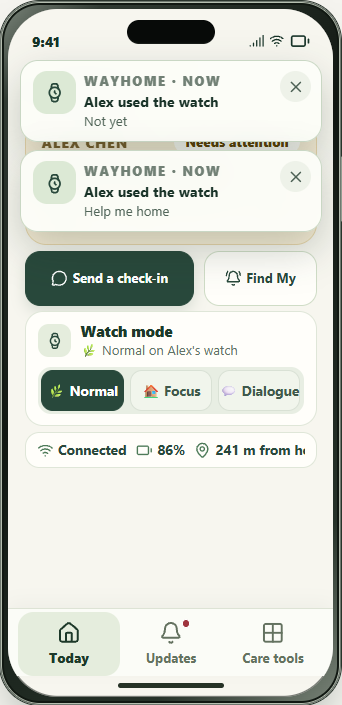 9:41
WAYHOME • NOW
Alex used the watch
Not yet
ALEX CHEN
Needs attention
WAYHOME • NOW
Alex used the watch
Help me home
Send a check-in
Find My
Watch mode
Normal on Alex's watch
Normal
Focus
Dialogue
Connected
86%
241 m from h
Today
Updates
Care tools